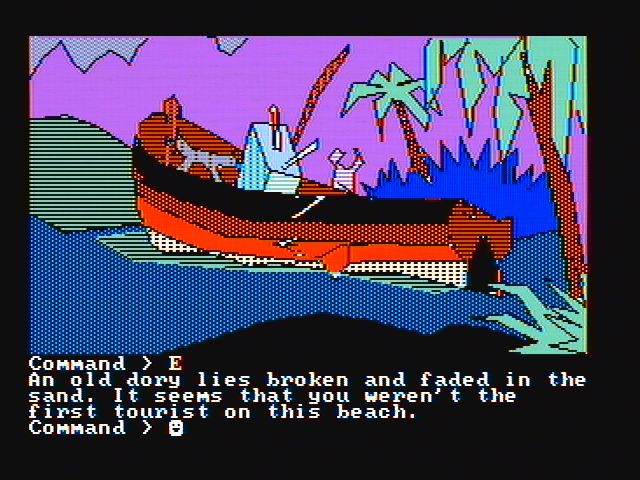 Command > E
An old dory lies broken and faded in the
sand. It seems that you weren't the
first tourist on this beach.
Command >